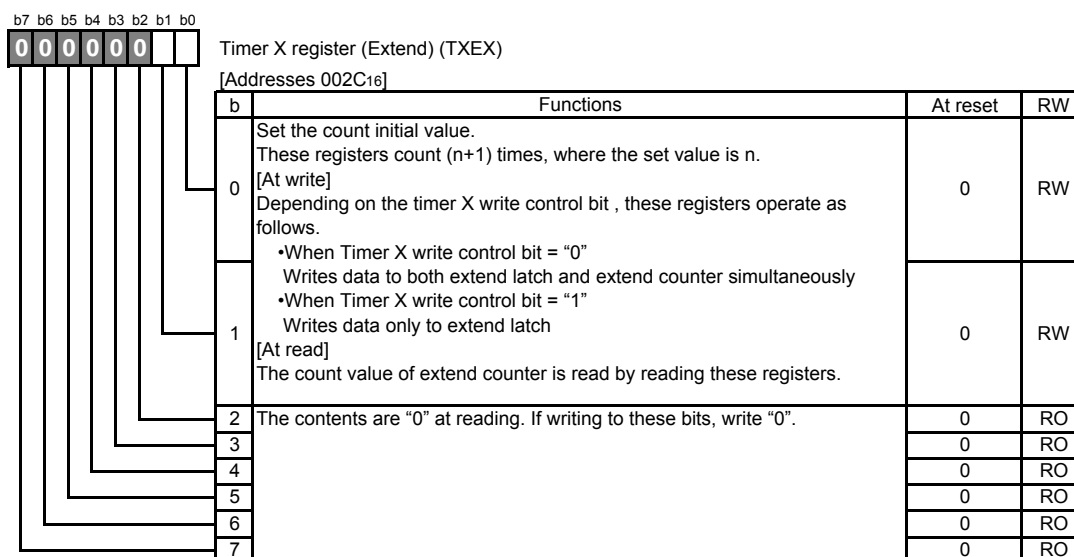 b7 b6 b5 b4 b3 b2 b1 b0
0 0 0 0 0 0
Timer X register (Extend) (TXEX)
[Addresses 002C16]
b Functions At reset RW
Set the count initial value.
These registers count (n+1) times, where the set value is n.
[At write]
0 0 RW
Depending on the timer X write control bit , these registers operate as
follows.
•When Timer X write control bit = “0”
Writes data to both extend latch and extend counter simultaneously
•When Timer X write control bit = “1”
Writes data only to extend latch
1 0 RW
[At read]
The count value of extend counter is read by reading these registers.
2 The contents are “0” at reading. If writing to these bits, write “0”. 0 RO
3 0 RO
4 0 RO
5 0 RO
6 0 RO
7 0 RO